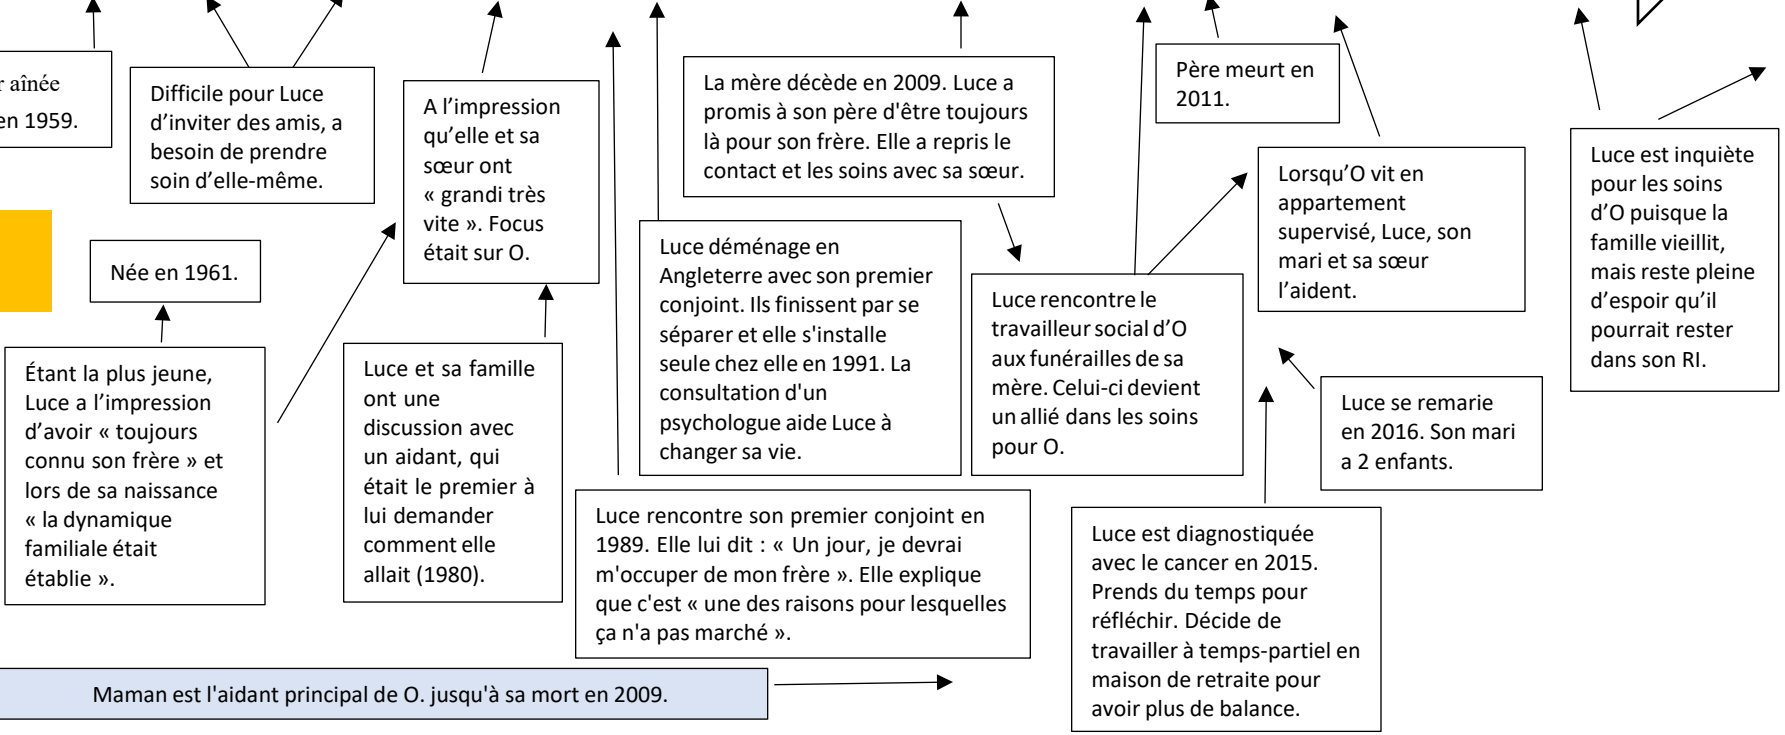 r aînée
en 1959.
Difficile pour Luce
d’inviter des amis, a
besoin de prendre
soin d’elle-même.
A l’impression
qu’elle et sa
sœur ont
« grandi très
vite ». Focus
était sur O.
La mère décède en 2009. Luce a
promis à son père d'être toujours
là pour son frère. Elle a repris le
contact et les soins avec sa sœur.
Père meurt en
2011.
Lorsqu’O vit en
appartement
supervisé, Luce, son
mari et sa sœur
l’aident.
Luce est inquiète
pour les soins
d’O puisque la
famille vieillit,
mais reste pleine
d’espoir qu’il
pourrait rester
dans son RI.
Née en 1961.
Luce déménage en
Angleterre avec son premier
conjoint. Ils finissent par se
séparer et elle s'installe
seule chez elle en 1991. La
consultation d'un
psychologue aide Luce à
changer sa vie.
Luce rencontre le
travailleur social d’O
aux funérailles de sa
mère. Celui-ci devient
un allié dans les soins
pour O.
Étant la plus jeune,
Luce a l’impression
d’avoir « toujours
connu son frère » et
lors de sa naissance
« la dynamique
familiale était
établie ».
Luce et sa famille
ont une
discussion avec
un aidant, qui
était le premier à
lui demander
comment elle
allait (1980).
Luce se remarie
en 2016. Son mari
a 2 enfants.
Luce rencontre son premier conjoint en
1989. Elle lui dit : « Un jour, je devrai
m'occuper de mon frère ». Elle explique
que c'est « une des raisons pour lesquelles
ça n'a pas marché ».
Luce est diagnostiquée
avec le cancer en 2015.
Prends du temps pour
réfléchir. Décide de
travailler à temps-partiel en
maison de retraite pour
avoir plus de balance.
Maman est l'aidant principal de O. jusqu'à sa mort en 2009.